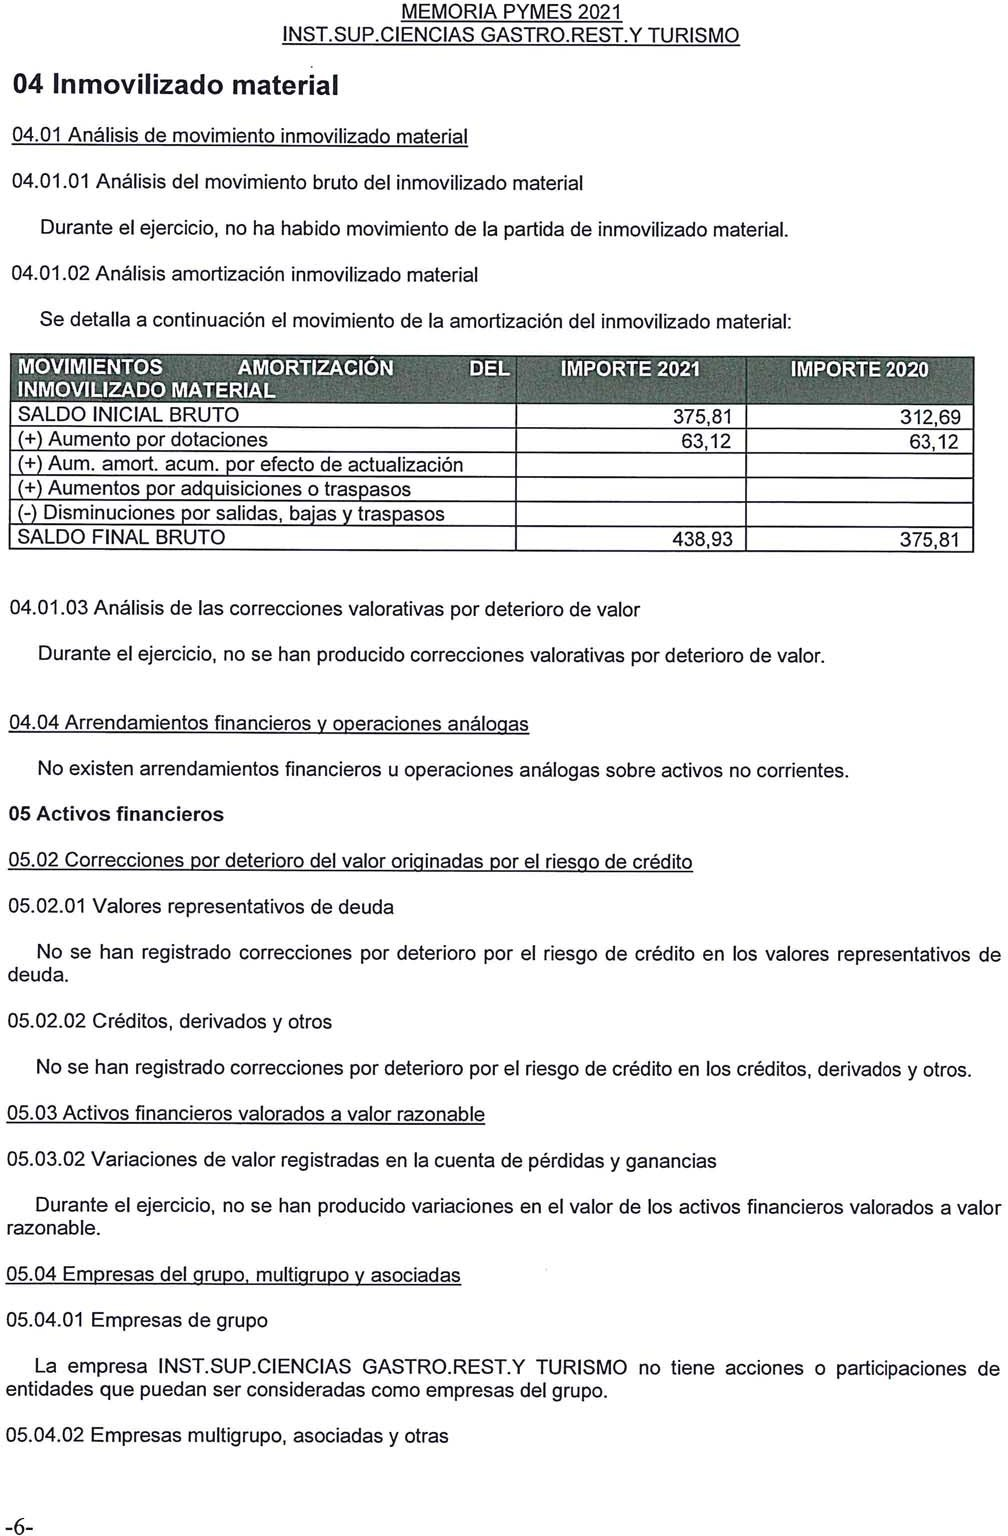 MEMORIA PYMES 2021
INST.SUP.CIENCIAS GASTRO.REST.Y TURISMO
04 Inmovilizado material
04.01 Análisis de movimiento inmovilizado material
04.01.01 Análisis del movimiento bruto del inmovilizado material
Durante el ejercicio, no ha habido movimiento de la partida de inmovilizado material.
04.01.02 Análisis amortización inmovilizado material
Se detalla a continuación el movimiento de la amortización del inmovilizado material:
MOVIMIENTOS AMORTIZACIÓN DEL IMPORTE 2021 IMPORTE 2020
INMOVILIZADO MATERIAL
SALDO INICIAL BRUTO 375,81 312,69
(+) Aumento por dotaciones 63,12 63,12
(+) Aum. amort. acum. por efecto de actualización
(+) Aumentos por adquisiciones o traspasos
(-) Disminuciones por salidas, bajas y traspasos
SALDO FINAL BRUTO 438,93 375,81
04.01.03 Análisis de las correcciones valorativas por deterioro de valor
Durante el ejercicio, no se han producido correcciones valorativas por deterioro de valor.
04.04 Arrendamientos financieros y operaciones análogas
No existen arrendamientos financieros u operaciones análogas sobre activos no corrientes.
05 Activos financieros
05.02 Correcciones por deterioro del valor originadas por el riesgo de crédito
05.02.01 Valores representativos de deuda
No se han registrado correcciones por deterioro por el riesgo de crédito en los valores representativos de
deuda.
05.02.02 Créditos, derivados y otros
No se han registrado correcciones por deterioro por el riesgo de crédito en los créditos, derivados y otros.
05.03 Activos financieros valorados a valor razonable
05.03.02 Variaciones de valor registradas en la cuenta de pérdidas y ganancias
Durante el ejercicio, no se han producido variaciones en el valor de los activos financieros valorados a valor
razonable.
05.04 Empresas del grupo, multigrupo y asociadas
05.04.01 Empresas de grupo
La empresa INST.SUP.CIENCIAS GASTRO.REST.Y TURISMO no tiene acciones o participaciones de
entidades que puedan ser consideradas como empresas del grupo.
05.04.02 Empresas multigrupo, asociadas y otras
-6-